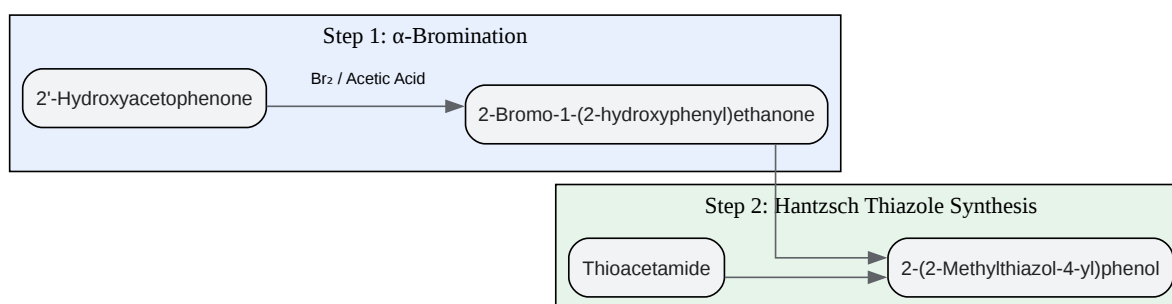 Step 1: α-Bromination
Br₂ / Acetic Acid
2'-Hydroxyacetophenone
2-Bromo-1-(2-hydroxyphenyl)ethanone
Step 2: Hantzsch Thiazole Synthesis
Thioacetamide
2-(2-Methylthiazol-4-yl)phenol